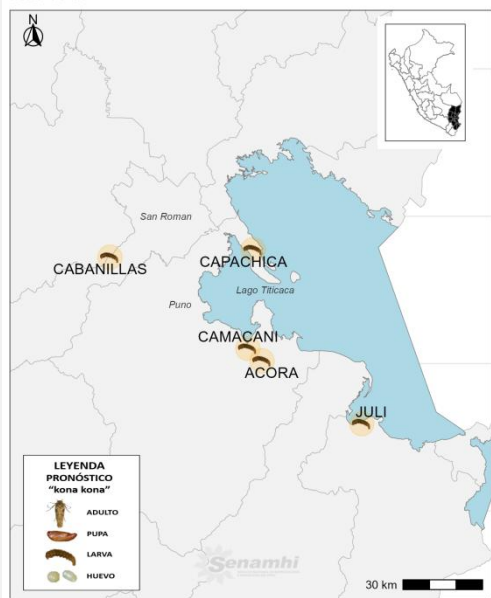 N
San Roman
CABANILLAS
CAPACHICA
Lago Titicaca
Puno
CAMACANI
ACORA
JULI
LEYENDA
PRONÓSTICO
"kona kona"
ADULTO
PUPA
LARVA
HUEVO
Senamhi
30 km